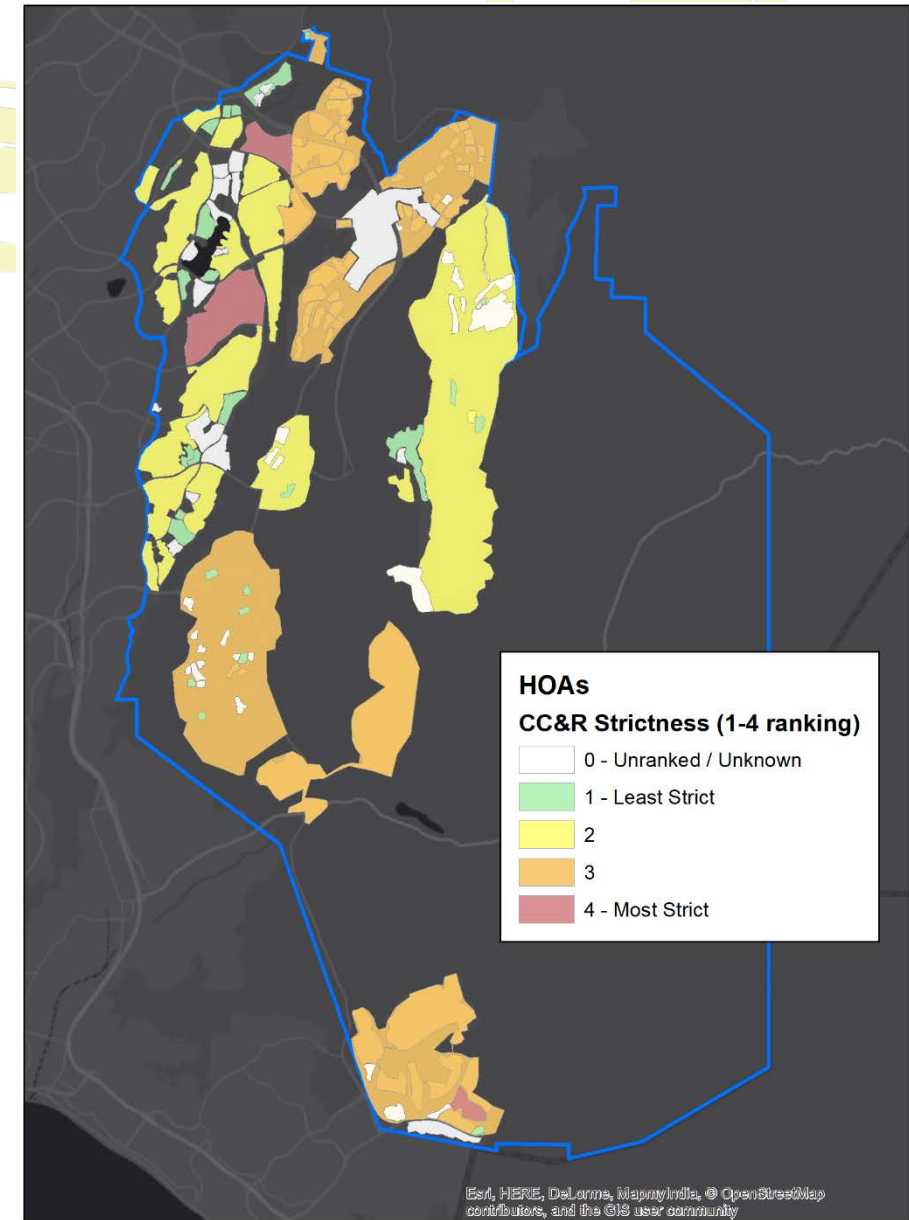 HOAs
CC&R Strictness (1-4 ranking)
0 - Unranked / Unknown
1 - Least Strict
2
3
4 - Most Strict
Esri, HERE, DeLorme, MapmyIndia, © OpenStreetMap
contributors, and the GIS user community